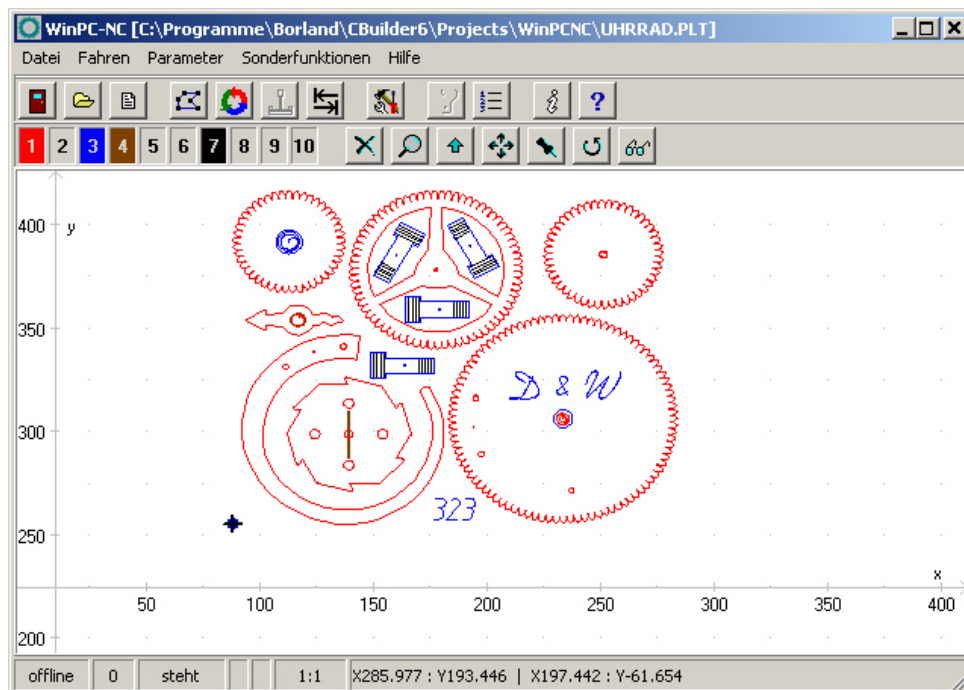 WinPC-NC [C:\Programme\Borland\CBuilder6\Projects\WinPCNC\UHRRAD.PLT]
Datei Fahren Parameter Sonderfunktionen Hilfe
1 2 3 4 5 6 7 8 9 10
400
y
350
D & W
300
323
250
x
50 100 150 200 250 300 350 400
200
offline 0 steht 1:1 X285.977 : Y193.446 | X197.442 : Y-61.654